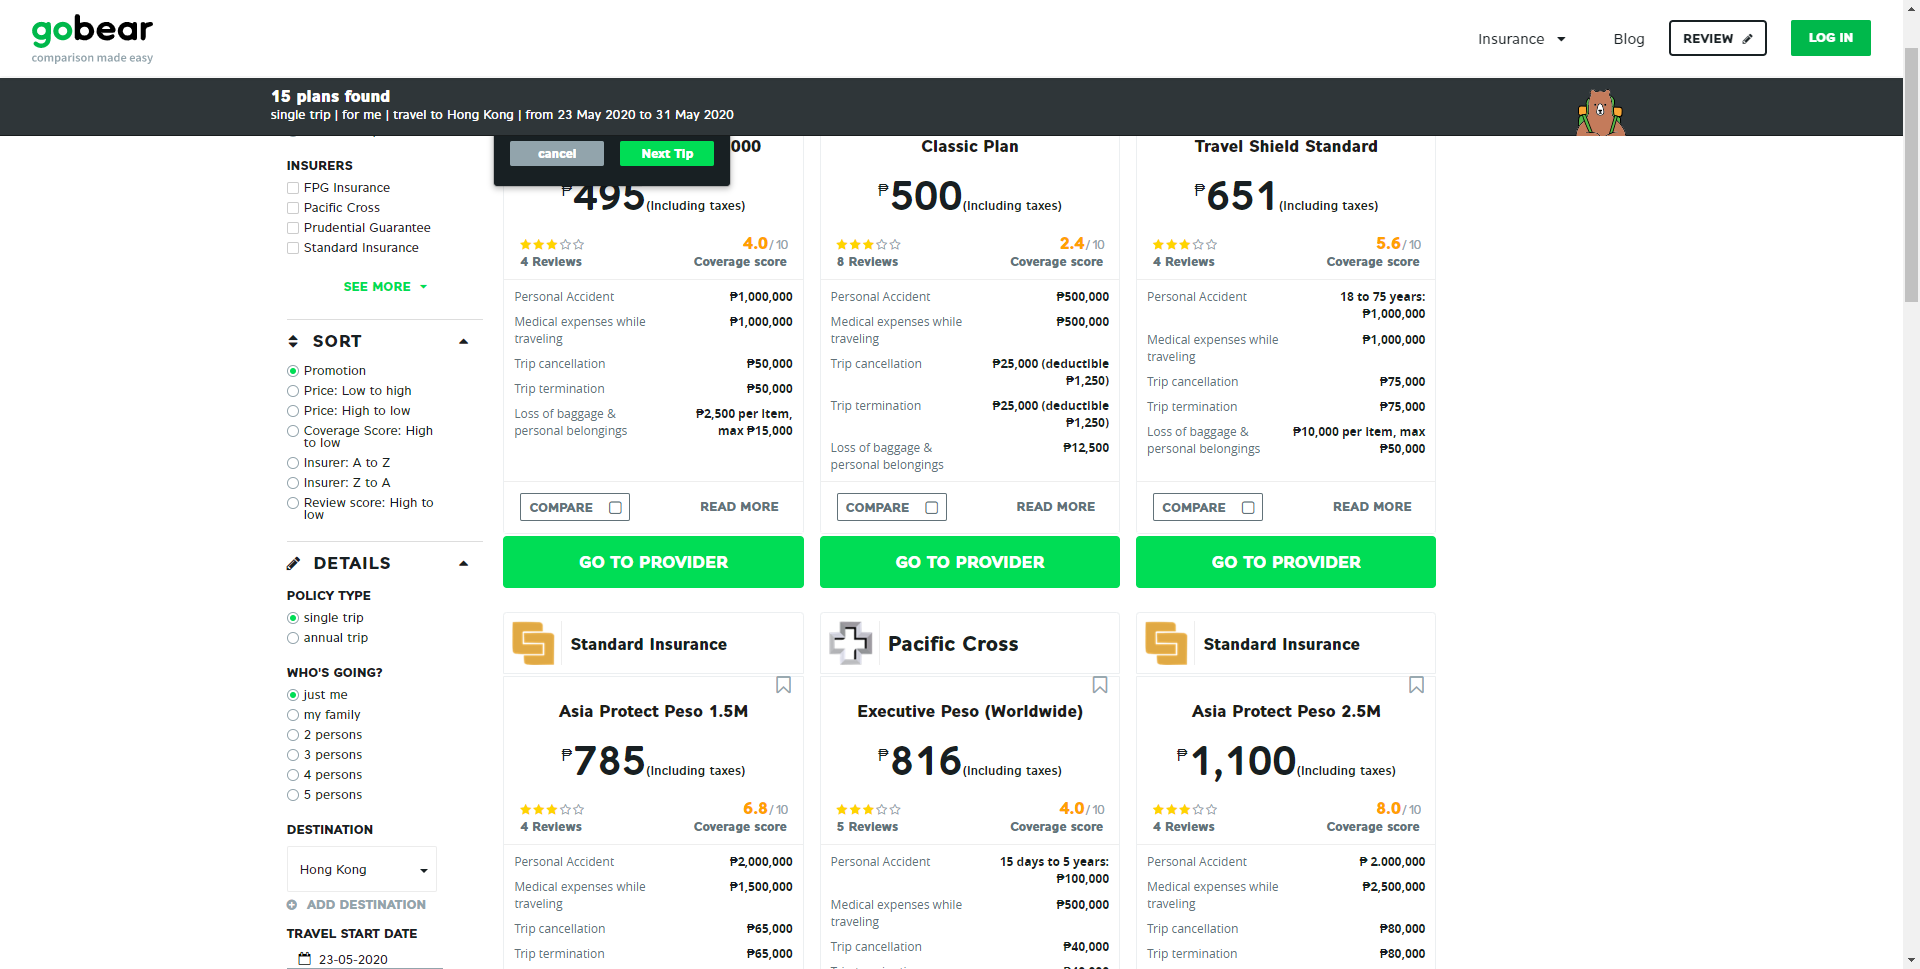 gobear
comparison made easy
Insurance
Blog
REVIEW
LOG IN
15 plans found
single trip | for me | travel to Hong Kong | from 23 May 2020 to 31 May 2020
cancel
Next Tip
INSURERS
FPG Insurance
Pacific Cross
Prudential Guarantee
Standard Insurance
SEE MORE
SORT
Promotion
Price: Low to high
Price: High to low
Coverage Score: High
to low
Insurer: A to Z
Insurer: Z to A
Review score: High to
low
DETAILS
POLICY TYPE
single trip
annual trip
WHO'S GOING?
just me
my family
2 persons
3 persons
4 persons
5 persons
DESTINATION
Hong Kong
ADD DESTINATION
TRAVEL START DATE
23-05-2020
000
₱495 (Including taxes)
4.0/10
4 Reviews
Coverage score
Personal Accident
₱1,000,000
Medical expenses while
traveling
₱1,000,000
Trip cancellation
₱50,000
Trip termination
₱50,000
Loss of baggage &
personal belongings
₱2,500 per item,
max ₱15,000
COMPARE
READ MORE
GO TO PROVIDER
Classic Plan
₱500 (Including taxes)
2.4/10
8 Reviews
Coverage score
Personal Accident
₱500,000
Medical expenses while
traveling
₱500,000
Trip cancellation
₱25,000 (deductible
₱1,250)
Trip termination
₱25,000 (deductible
₱1,250)
Loss of baggage &
personal belongings
₱12,500
COMPARE
READ MORE
GO TO PROVIDER
Travel Shield Standard
₱651 (Including taxes)
5.6/10
4 Reviews
Coverage score
Personal Accident
18 to 75 years:
₱1,000,000
Medical expenses while
traveling
₱1,000,000
Trip cancellation
₱75,000
Trip termination
₱75,000
Loss of baggage &
personal belongings
₱10,000 per item, max
₱50,000
COMPARE
READ MORE
GO TO PROVIDER
Standard Insurance
Asia Protect Peso 1.5M
₱785 (Including taxes)
6.8/10
4 Reviews
Coverage score
Personal Accident
₱2,000,000
Medical expenses while
traveling
₱1,500,000
Trip cancellation
₱65,000
Trip termination
₱65,000
Pacific Cross
Executive Peso (Worldwide)
₱816 (Including taxes)
4.0/10
5 Reviews
Coverage score
Personal Accident
15 days to 5 years:
₱100,000
Medical expenses while
traveling
₱500,000
Trip cancellation
₱40,000
Standard Insurance
Asia Protect Peso 2.5M
₱1,100 (Including taxes)
8.0/10
4 Reviews
Coverage score
Personal Accident
₱ 2.000,000
Medical expenses while
traveling
₱2,500,000
Trip cancellation
₱80,000
Trip termination
₱80,000